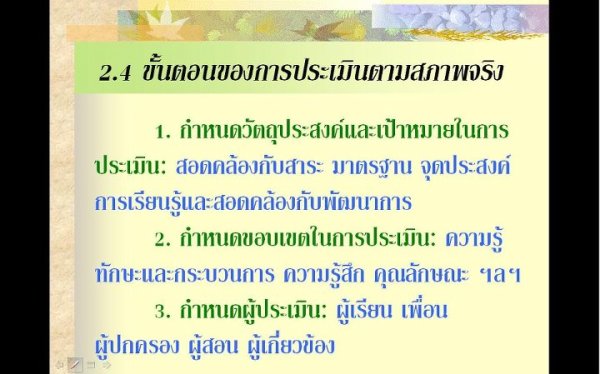 2.4 ขั้นตอนของการประเมินตามสภาพจริง
1. กำหนดวัตถุประสงค์และเป้าหมายในการ
ประเมิน: สอดคล้องกับสาระ มาตรฐาน จุดประสงค์
การเรียนรู้และสอดคล้องกับพัฒนาการ
2. กำหนดขอบเขตในการประเมิน: ความรู้
ทักษะและกระบวนการ ความรู้สึก คุณลักษณะ ฯลฯ
3. กำหนดผู้ประเมิน: ผู้เรียน เพื่อน
ผู้ปกครอง ผู้สอน ผู้เกี่ยวข้อง